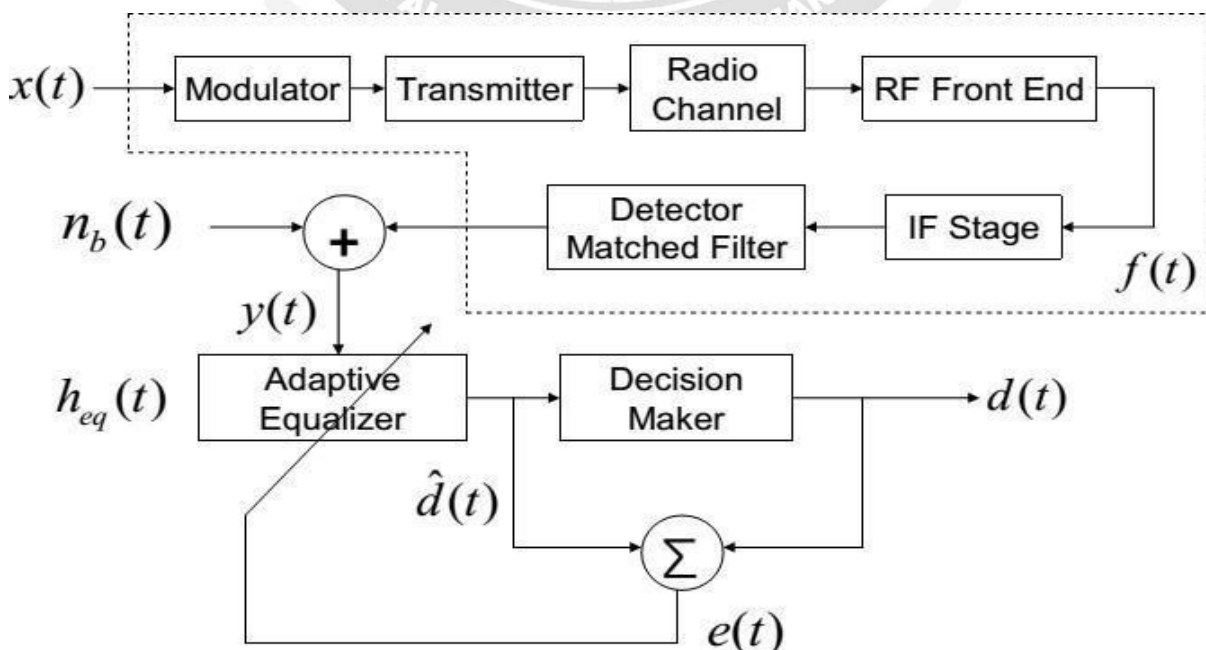 x(t)
Modulator
Transmitter
Radio
Channel
RF Front End
n_b(t)
+
Detector
Matched Filter
IF Stage
f(t)
y(t)
h_eq(t)
Adaptive
Equalizer
Decision
Maker
d(t)
d̂(t)
Σ
e(t)